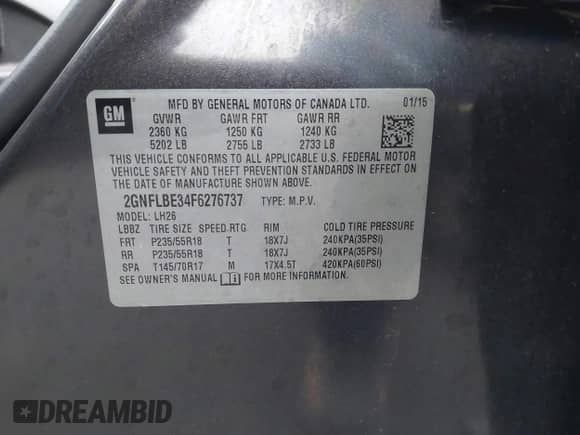 GM
MFD BY GENERAL MOTORS OF CANADA LTD. 01/15
GVWR GAWR FRT GAWR RR
2360 KG 1250 KG 1240 KG
5202 LB 2755 LB 2733 LB
THIS VEHICLE CONFORMS TO ALL APPLICABLE U.S. FEDERAL MOTOR
VEHICLE SAFETY AND THEFT PREVENTION STANDARDS IN EFFECT ON
THE DATE OF MANUFACTURE SHOWN ABOVE.
2GNFLBE34F6276737 TYPE: M.P.V.
MODEL: LH26
LBBZ TIRE SIZE SPEED RTG RIM COLD TIRE PRESSURE
FRT P235/55R18 T 18X7J 240KPA(35PSI)
RR P235/55R18 T 18X7J 240KPA(35PSI)
SPA T145/70R17 M 17X4.5T 420KPA(60PSI)
SEE OWNER'S MANUAL FOR MORE INFORMATION.
DREAMBID